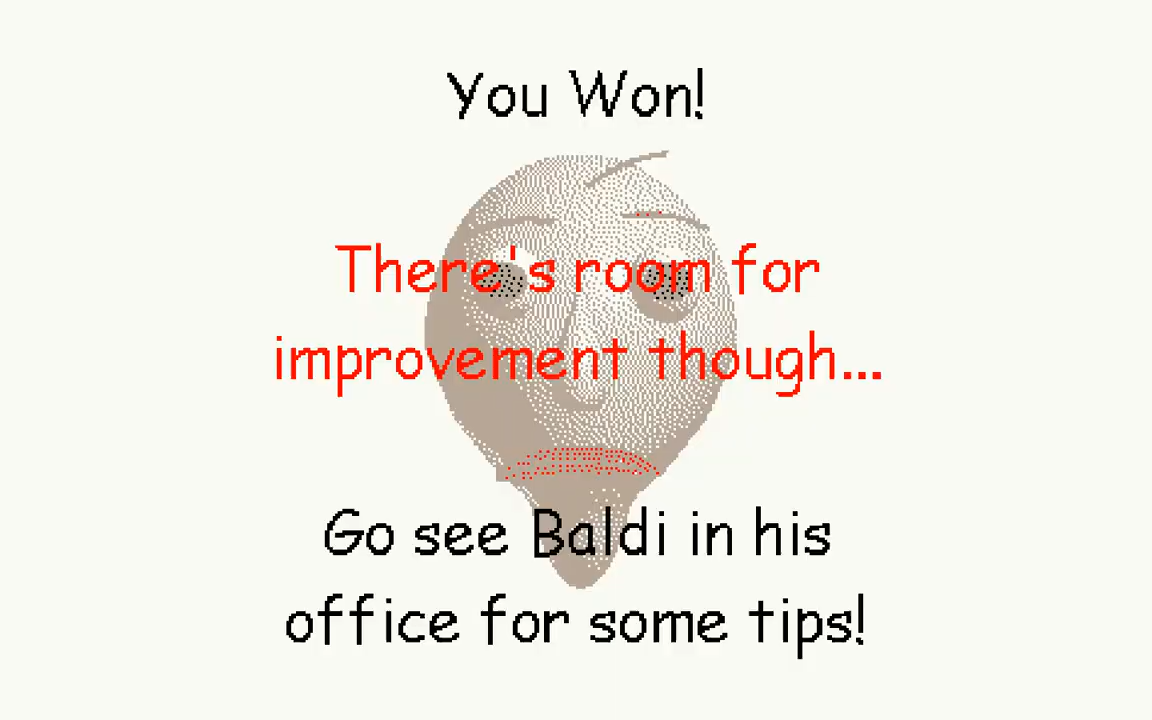 You Won!
There's room for
improvement though...
Go see Baldi in his
office for some tips!